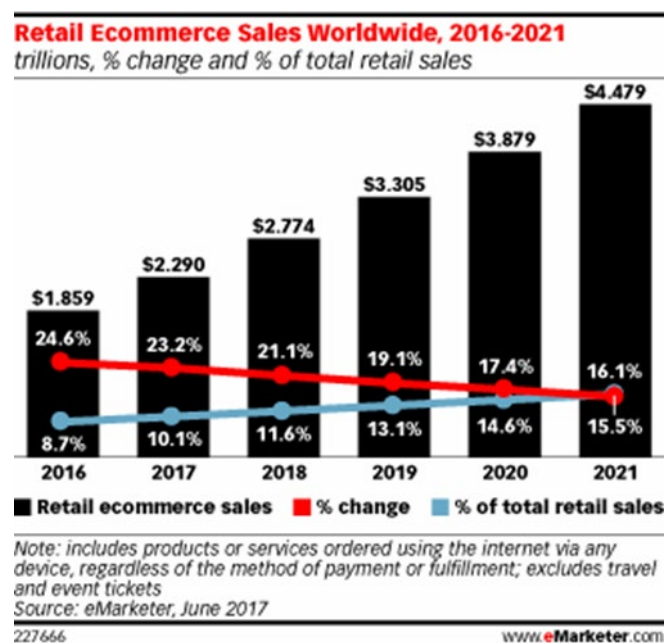 Retail Ecommerce Sales Worldwide, 2016-2021
trillions, % change and % of total retail sales
$4.479
$3.879
$3.305
$2.774
$2.290
$1.859
24.6% 23.2% 21.1% 19.1% 17.4% 16.1%
8.7% 10.1% 11.6% 13.1% 14.6% 15.5%
2016 2017 2018 2019 2020 2021
Retail ecommerce sales % change % of total retail sales
Note: includes products or services ordered using the internet via any
device, regardless of the method of payment or fulfillment; excludes travel
and event tickets
Source: eMarketer, June 2017
227666 www.eMarketer.com